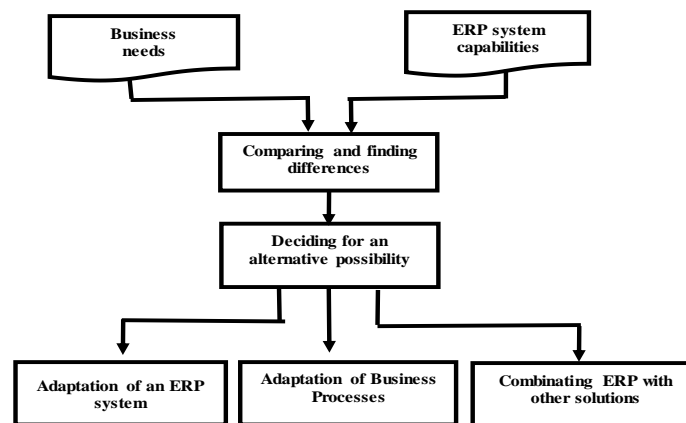 Business
needs
ERP system
capabilities
Comparing and finding
differences
Deciding for an
alternative possibility
Adaptation of an ERP
system
Adaptation of Business
Processes
Combinating ERP with
other solutions